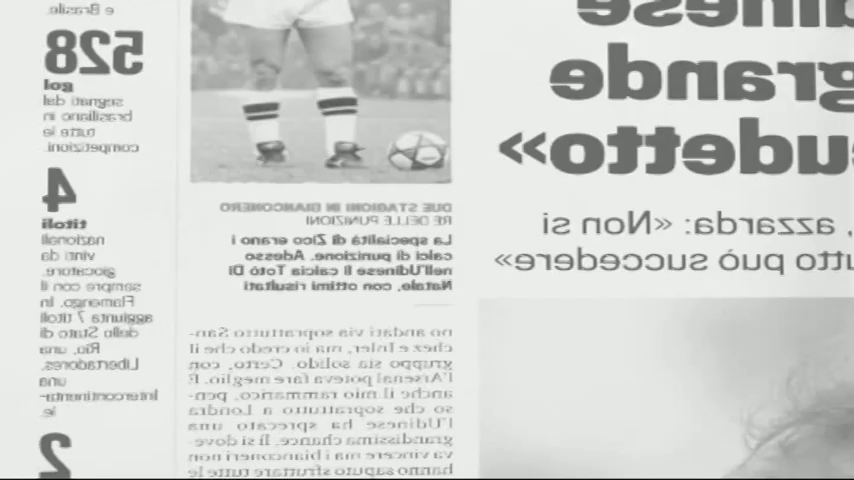 dinese
grande
udetto»
, azzarda: «Non si
utto può succedere»
DUE STAGIONI IN BIANCONERO
RE DELLE PUNIZIONI
La specialità di Zico erano i
calci di punizione. Adesso
nell'Udinese li calcia Totò Di
Natale, con ottimi risultati
no andati via soprattutto San-
chez e Inler, ma io credo che il
gruppo sia solido. Certo, con
l'Arsenal poteva fare meglio. È
anche il mio rammarico, pen-
so che soprattutto a Londra
l'Udinese ha sprecato una
grandissima chance, lì si dove-
va vincere ma i bianconeri non
hanno saputo sfruttare tutte le
e Brasile.
528
gol
segnati dal
brasiliano in
tutte le
competizioni.
4
titoli
nazionali
vinti da
giocatore,
sempre con il
Flamengo. In
aggiunta 7 titoli
dello Stato di
Rio, una
Libertadores,
una
Intercontinenta-
le.
2